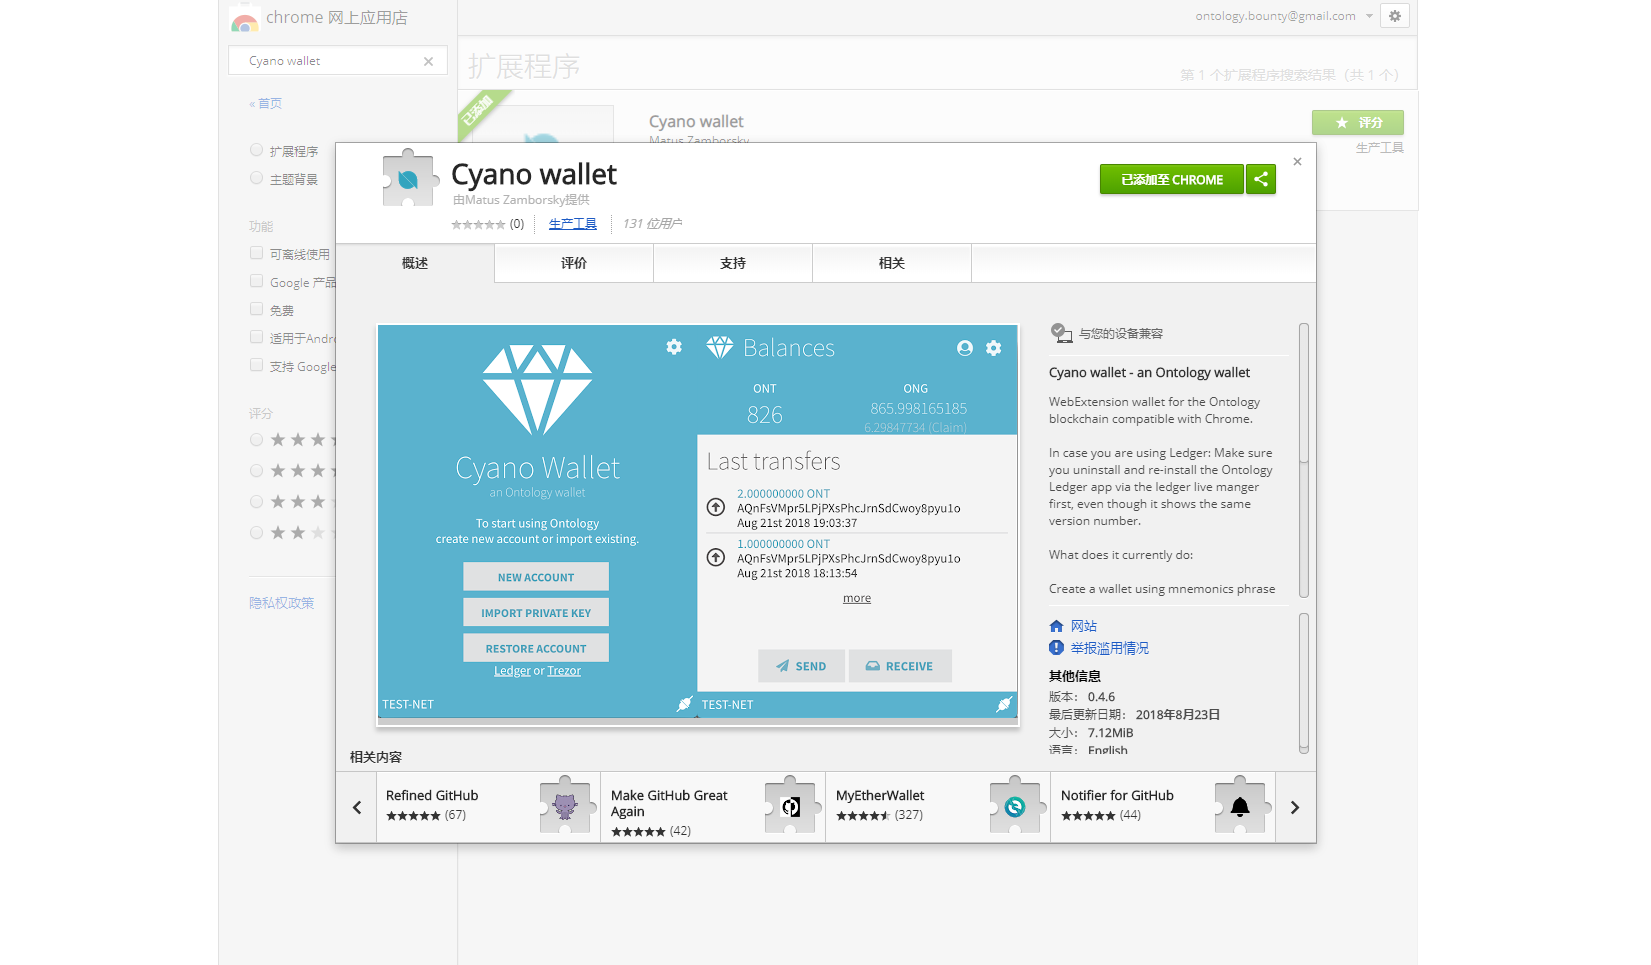 chrome 网上应用店
ontology.bounty@gmail.com
Cyano wallet
扩展程序
第 1 个扩展程序搜索结果（共 1 个）
« 首页
扩展程序
主题背景
功能
可离线使用
Google 产品
免费
适用于Andr
支持 Google
评分
隐私权政策
已添加
Cyano wallet
Matus Zamborsky
评分
生产工具
Cyano wallet
由Matus Zamborsky提供
(0)
生产工具
131 位用户
已添加至 CHROME
概述
评价
支持
相关
Cyano Wallet
an Ontology wallet
To start using Ontology
create new account or import existing.
NEW ACCOUNT
IMPORT PRIVATE KEY
RESTORE ACCOUNT
Ledger or Trezor
TEST-NET
Balances
ONT
826
ONG
865.998165185
6.29847734 (Claim)
Last transfers
2.000000000 ONT
AQnFsVMpr5LPjPXsPhcJrnSdCwoy8pyu1o
Aug 21st 2018 19:03:37
1.000000000 ONT
AQnFsVMpr5LPjPXsPhcJrnSdCwoy8pyu1o
Aug 21st 2018 18:13:54
more
SEND
RECEIVE
TEST-NET
与您的设备兼容
Cyano wallet - an Ontology wallet
WebExtension wallet for the Ontology
blockchain compatible with Chrome.
In case you are using Ledger: Make sure
you uninstall and re-install the Ontology
Ledger app via the ledger live manger
first, even though it shows the same
version number.
What does it currently do:
Create a wallet using mnemonics phrase
网站
举报滥用情况
其他信息
版本： 0.4.6
最后更新日期： 2018年8月23日
大小： 7.12MiB
语言： English
相关内容
Refined GitHub
(67)
Make GitHub Great
Again
(42)
MyEtherWallet
(327)
Notifier for GitHub
(44)